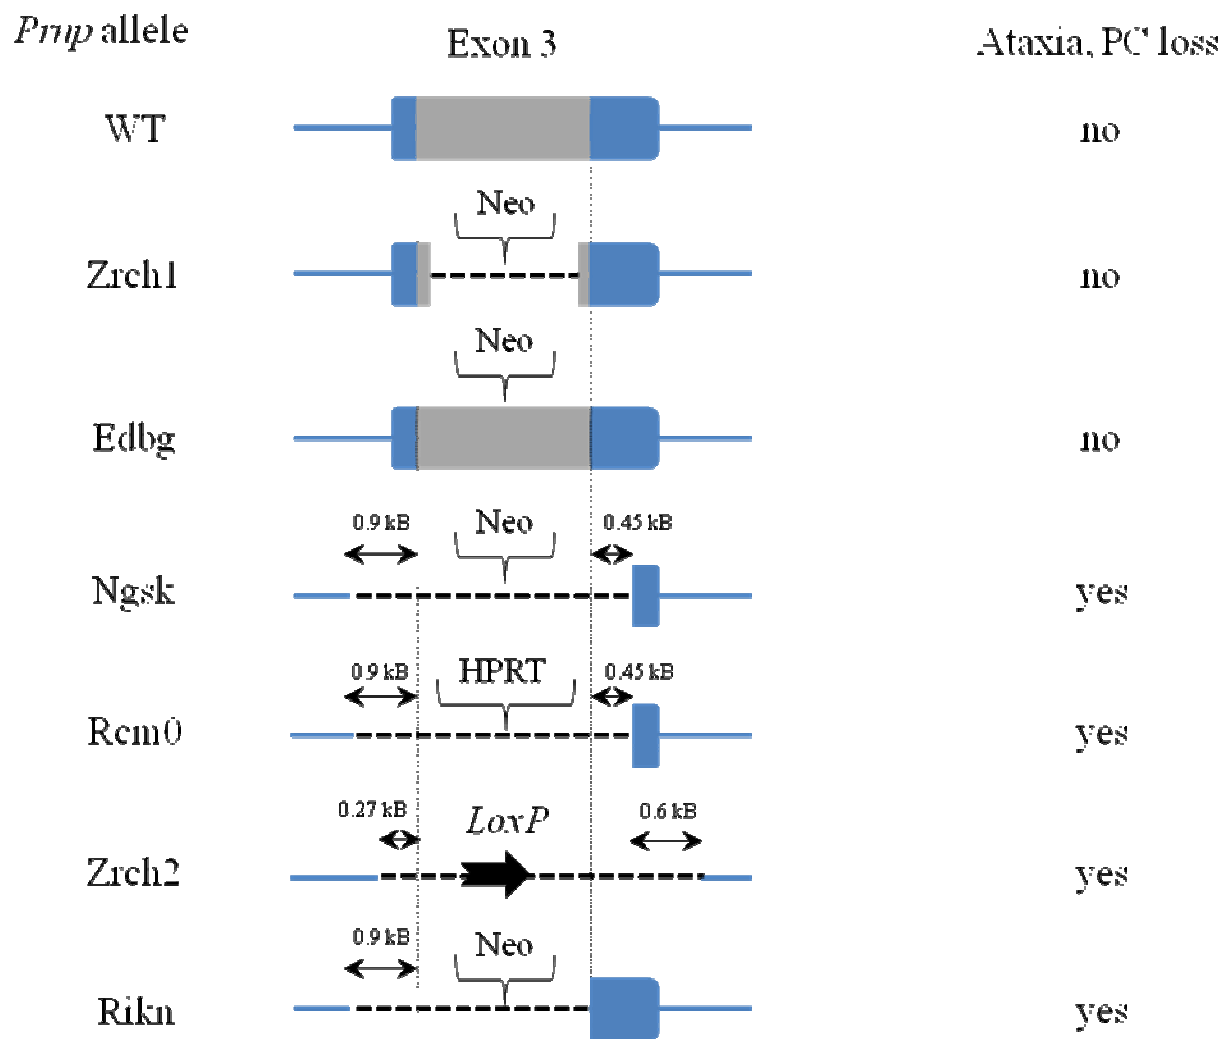 Prnp allele
Exon 3
Ataxia, PC loss
WT
no
Neo
Zrch1
no
Neo
Edbg
no
0.9 kB
Neo
0.45 kB
Ngsk
yes
0.9 kB
HPRT
0.45 kB
Rcm0
yes
0.27 kB
LoxP
0.6 kB
Zrch2
yes
0.9 kB
Neo
Rikn
yes